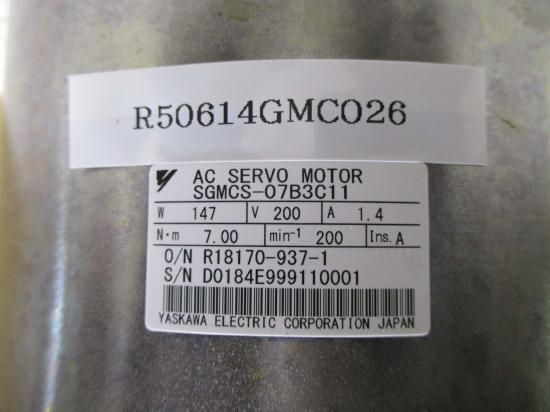 R50614GMC026
AC SERVO MOTOR
SGMCS-07B3C11
W 147 V 200 A 1.4
N·m 7.00 min⁻¹ 200 Ins. A
O/N R18170-937-1
S/N D0184E999110001
YASKAWA ELECTRIC CORPORATION JAPAN